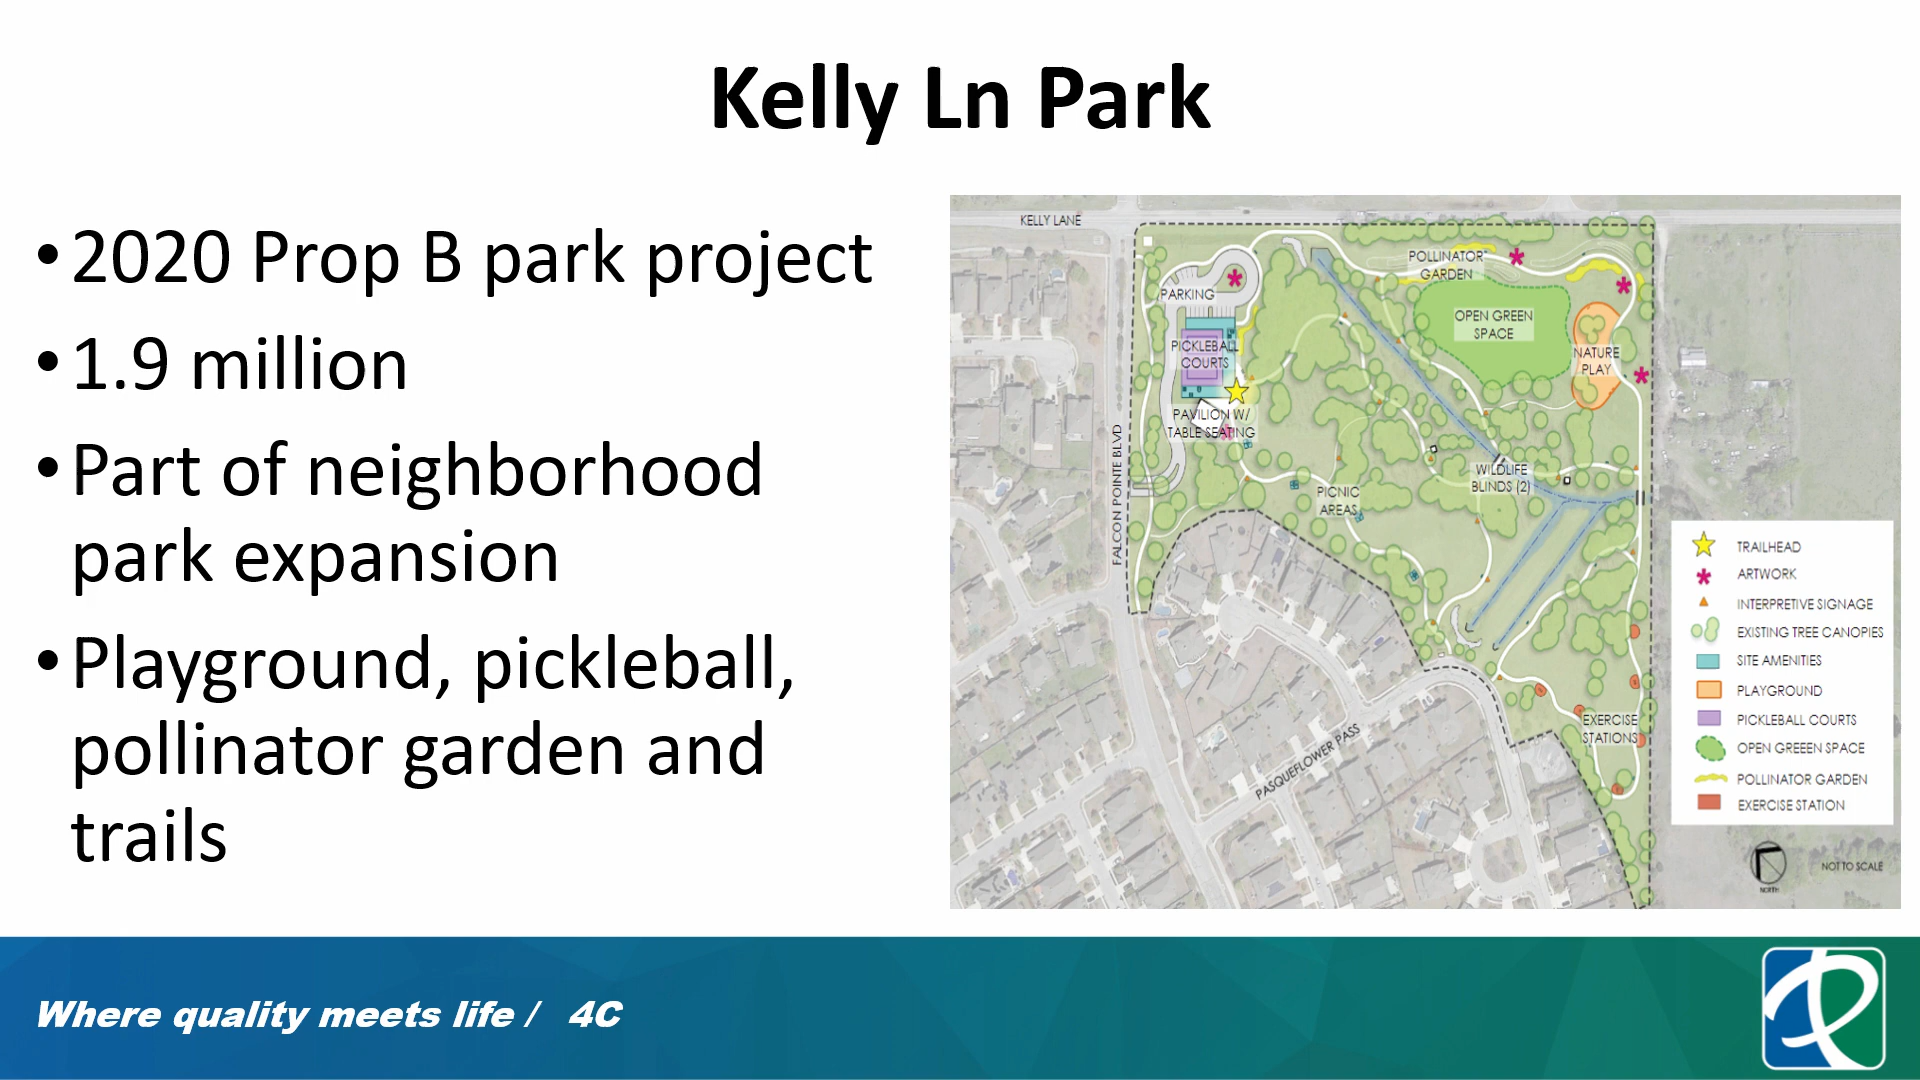 Kelly Ln Park
•2020 Prop B park project
•1.9 million
•Part of neighborhood
park expansion
•Playground, pickleball,
pollinator garden and
trails
KELLY LANE
POLLINATOR
GARDEN
PARKING
OPEN GREEN
SPACE
PICKLEBALL
COURTS
NATURE
PLAY
PAVILION W/
TABLE SEATING
FALCON POINTE BLVD
WILDLIFE
BLINDS (2)
PICNIC
AREAS
EXERCISE
STATIONS
PASQUEFLOWER PASS
TRAILHEAD
ARTWORK
INTERPRETIVE SIGNAGE
EXISTING TREE CANOPIES
SITE AMENITIES
PLAYGROUND
PICKLEBALL COURTS
OPEN GREEEN SPACE
POLLINATOR GARDEN
EXERCISE STATION
NORTH
NOT TO SCALE
Where quality meets life / 4C